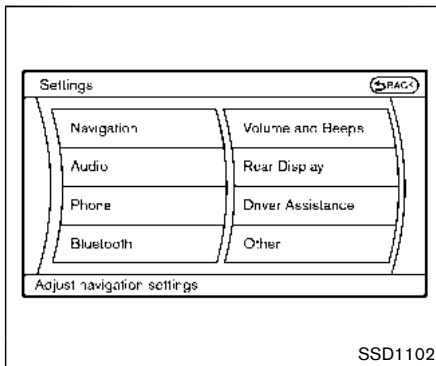 Settings
BACK
Navigation
Volume and Beeps
Audio
Rear Display
Phone
Driver Assistance
Bluetooth
Other
Adjust navigation settings
SSD1102